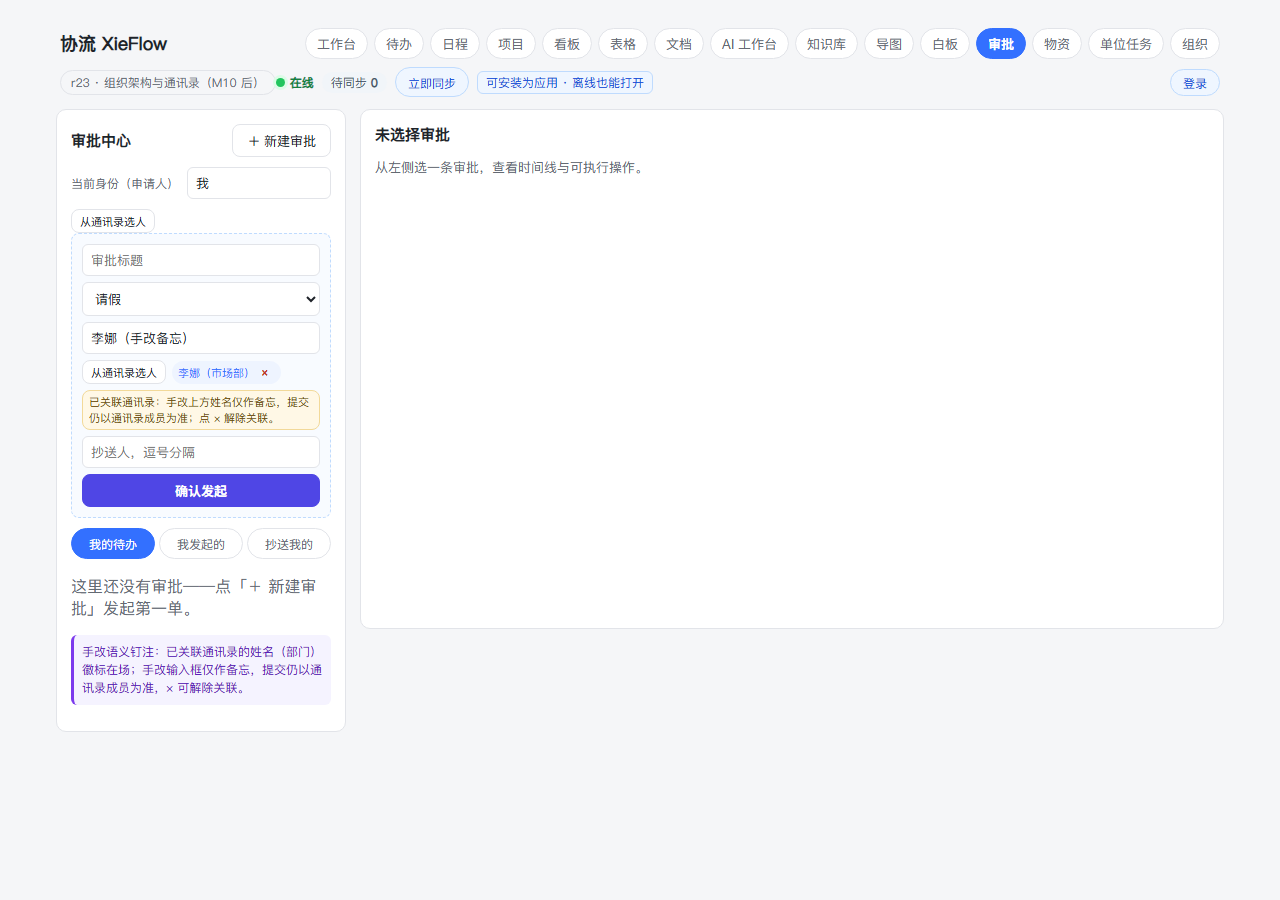 协流 XieFlow
工作台 待办 日程 项目 看板 表格 文档 AI 工作台 知识库 导图 白板 审批 物资 单位任务 组织
r23 · 组织架构与通讯录（M10 后） 在线 待同步 0 立即同步 可安装为应用 · 离线也能打开 登录
审批中心 ＋ 新建审批
当前身份（申请人） 我
从通讯录选人
审批标题
请假
李娜（手改备忘）
从通讯录选人 李娜（市场部） ×
已关联通讯录：手改上方姓名仅作备忘，提交
仍以通讯录成员为准；点 × 解除关联。
抄送人，逗号分隔
确认发起
我的待办 我发起的 抄送我的
这里还没有审批——点「＋ 新建审
批」发起第一单。
手改语义钉注：已关联通讯录的姓名（部门）
徽标在场；手改输入框仅作备忘，提交仍以通
讯录成员为准，× 可解除关联。
未选择审批
从左侧选一条审批，查看时间线与可执行操作。